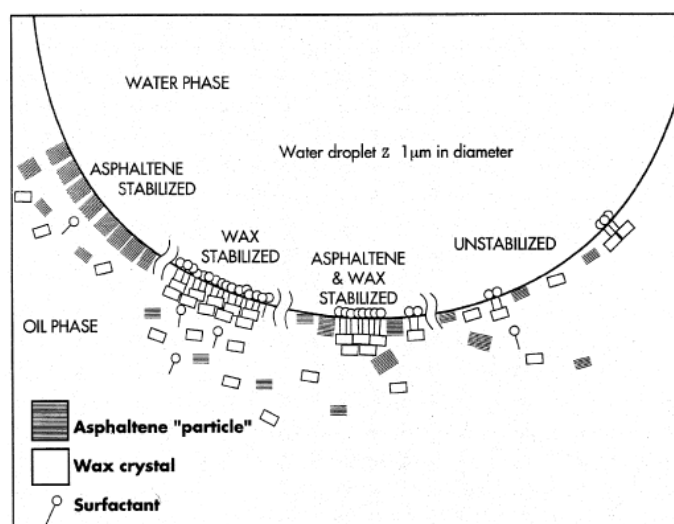 WATER PHASE
Water droplet z 1μm in diameter
ASPHALTENE
STABILIZED
WAX
STABILIZED
ASPHALTENE
& WAX
STABILIZED
UNSTABILIZED
OIL PHASE
Asphaltene "particle"
Wax crystal
Surfactant